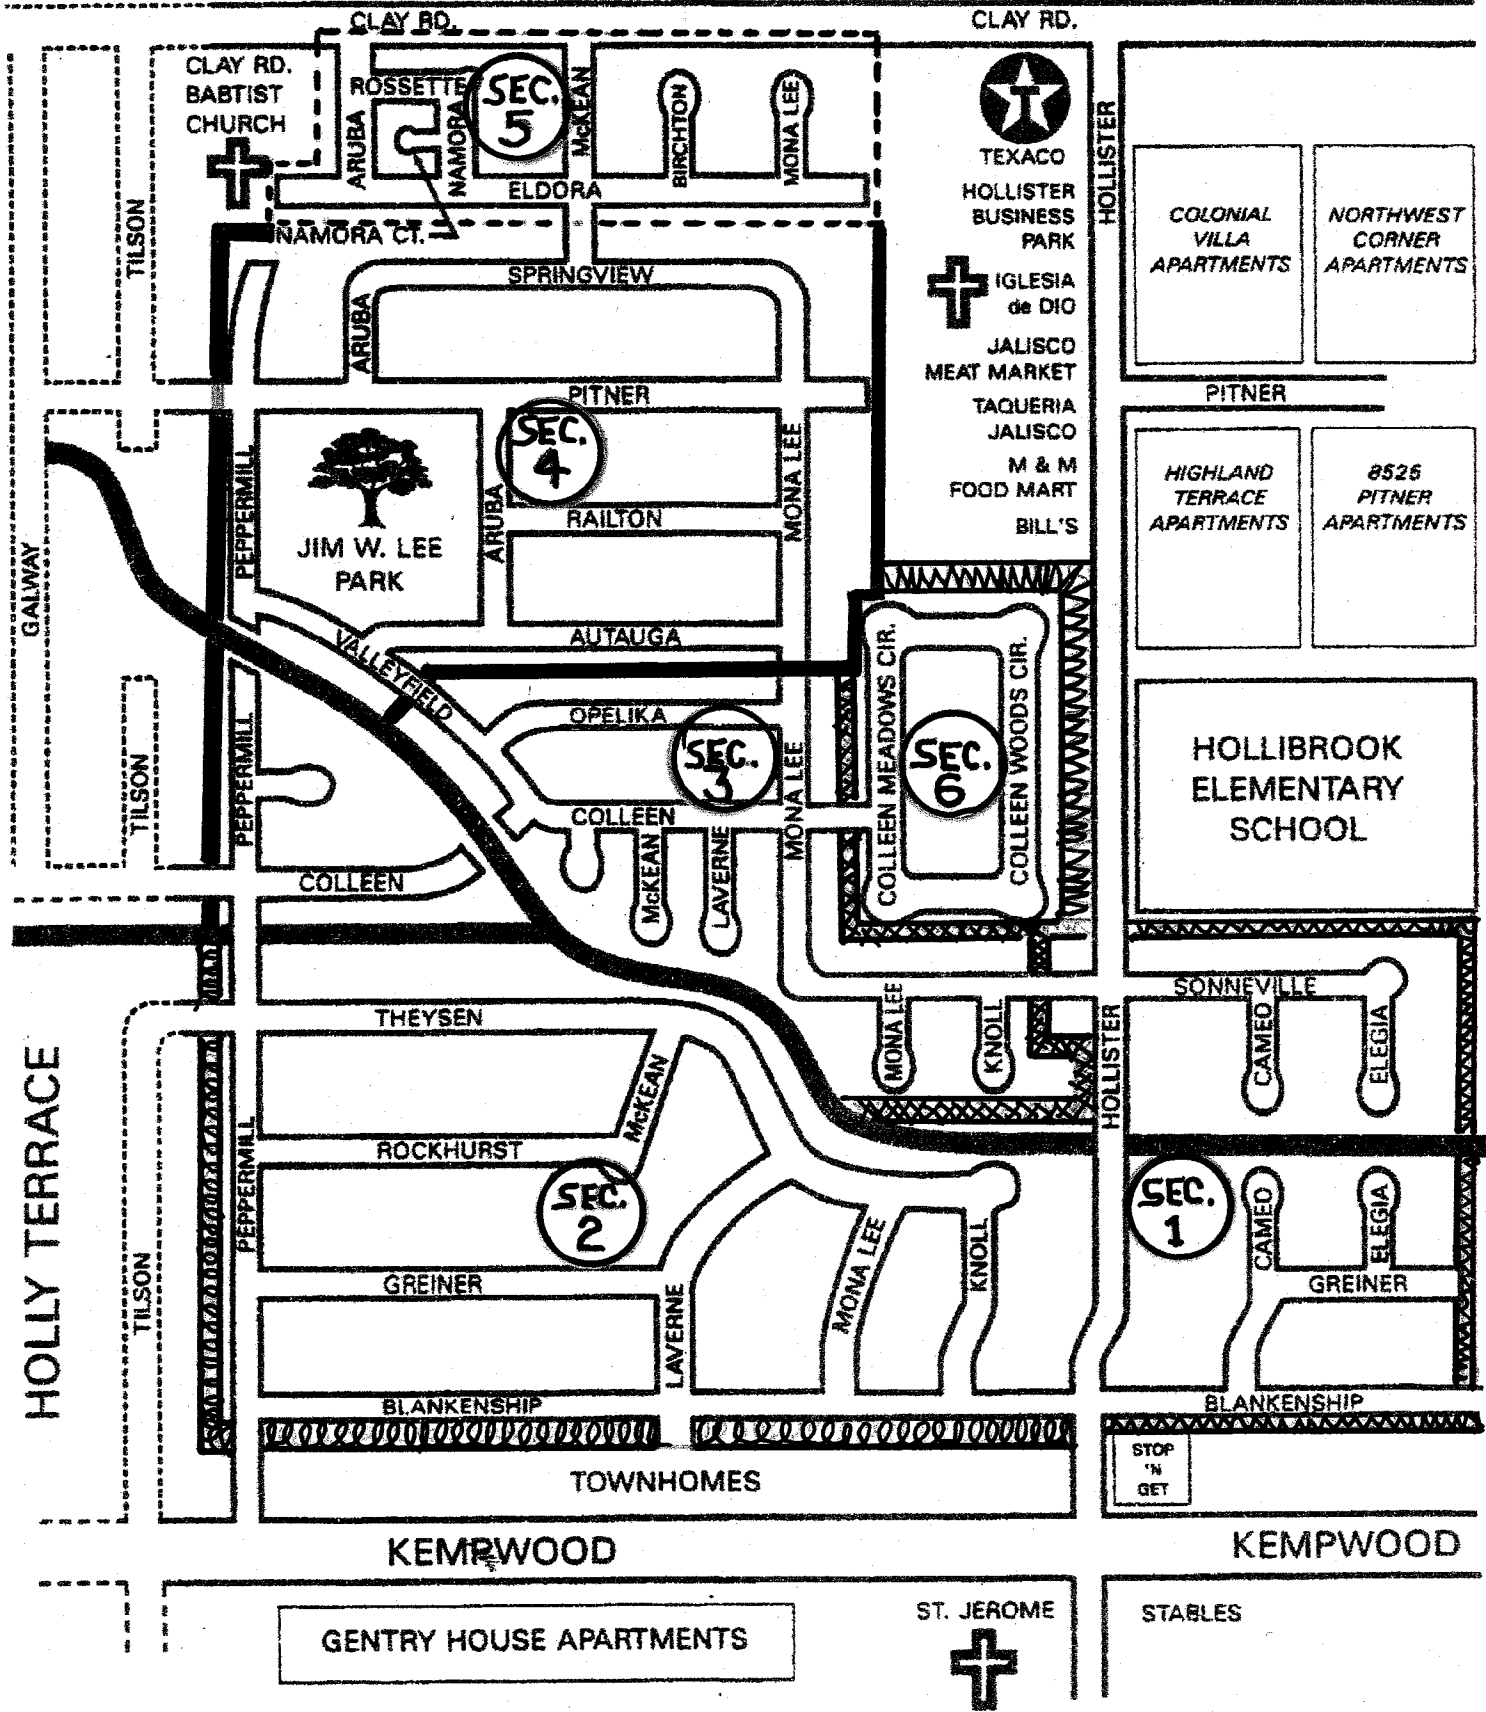 CLAY RD.
CLAY RD.
CLAY RD.
BABTIST
CHURCH
ROSSETTE
ARUBA
NAMORA
SEC.
5
McKEAN
BIRCHTON
MONA LEE
ELDORA
NAMORA CT.
TEXACO
HOLLISTER
BUSINESS
PARK
IGLESIA
de DIO
JALISCO
MEAT MARKET
TAQUERIA
JALISCO
M & M
FOOD MART
BILL'S
HOLLISTER
COLONIAL
VILLA
APARTMENTS
NORTHWEST
CORNER
APARTMENTS
TILSON
SPRINGVIEW
ARUBA
PITNER
PITNER
SEC.
4
PEPPERMILL
JIM W. LEE
PARK
ARUBA
RAILTON
MONA LEE
HIGHLAND
TERRACE
APARTMENTS
8525
PITNER
APARTMENTS
GALWAY
VALLEYFIELD
AUTAUGA
OPELIKA
SEC.
3
MONA LEE
COLLEEN MEADOWS CIR.
SEC.
6
COLLEEN WOODS CIR.
HOLLIBROOK
ELEMENTARY
SCHOOL
TILSON
PEPPERMILL
COLLEEN
COLLEEN
McKEAN
LAVERNE
SONNEVILLE
MONA LEE
KNOLL
HOLLISTER
CAMEO
ELEGIA
THEYSEN
McKEAN
ROCKHURST
PEPPERMILL
HOLLY TERRACE
TILSON
SEC.
2
SEC.
1
CAMEO
ELEGIA
GREINER
GREINER
LAVERNE
MONA LEE
KNOLL
BLANKENSHIP
BLANKENSHIP
TOWNHOMES
STOP
'N
GET
KEMPWOOD
KEMPWOOD
GENTRY HOUSE APARTMENTS
ST. JEROME
STABLES